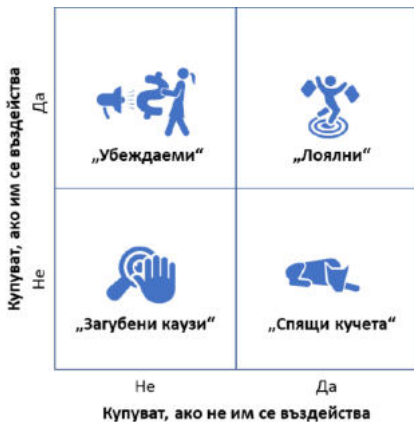 Купуват, ако им се въздейства
Да
Не
„Убеждаеми“
„Лоялни“
„Загубени каузи“
„Спящи кучета“
Не
Да
Купуват, ако не им се въздейства